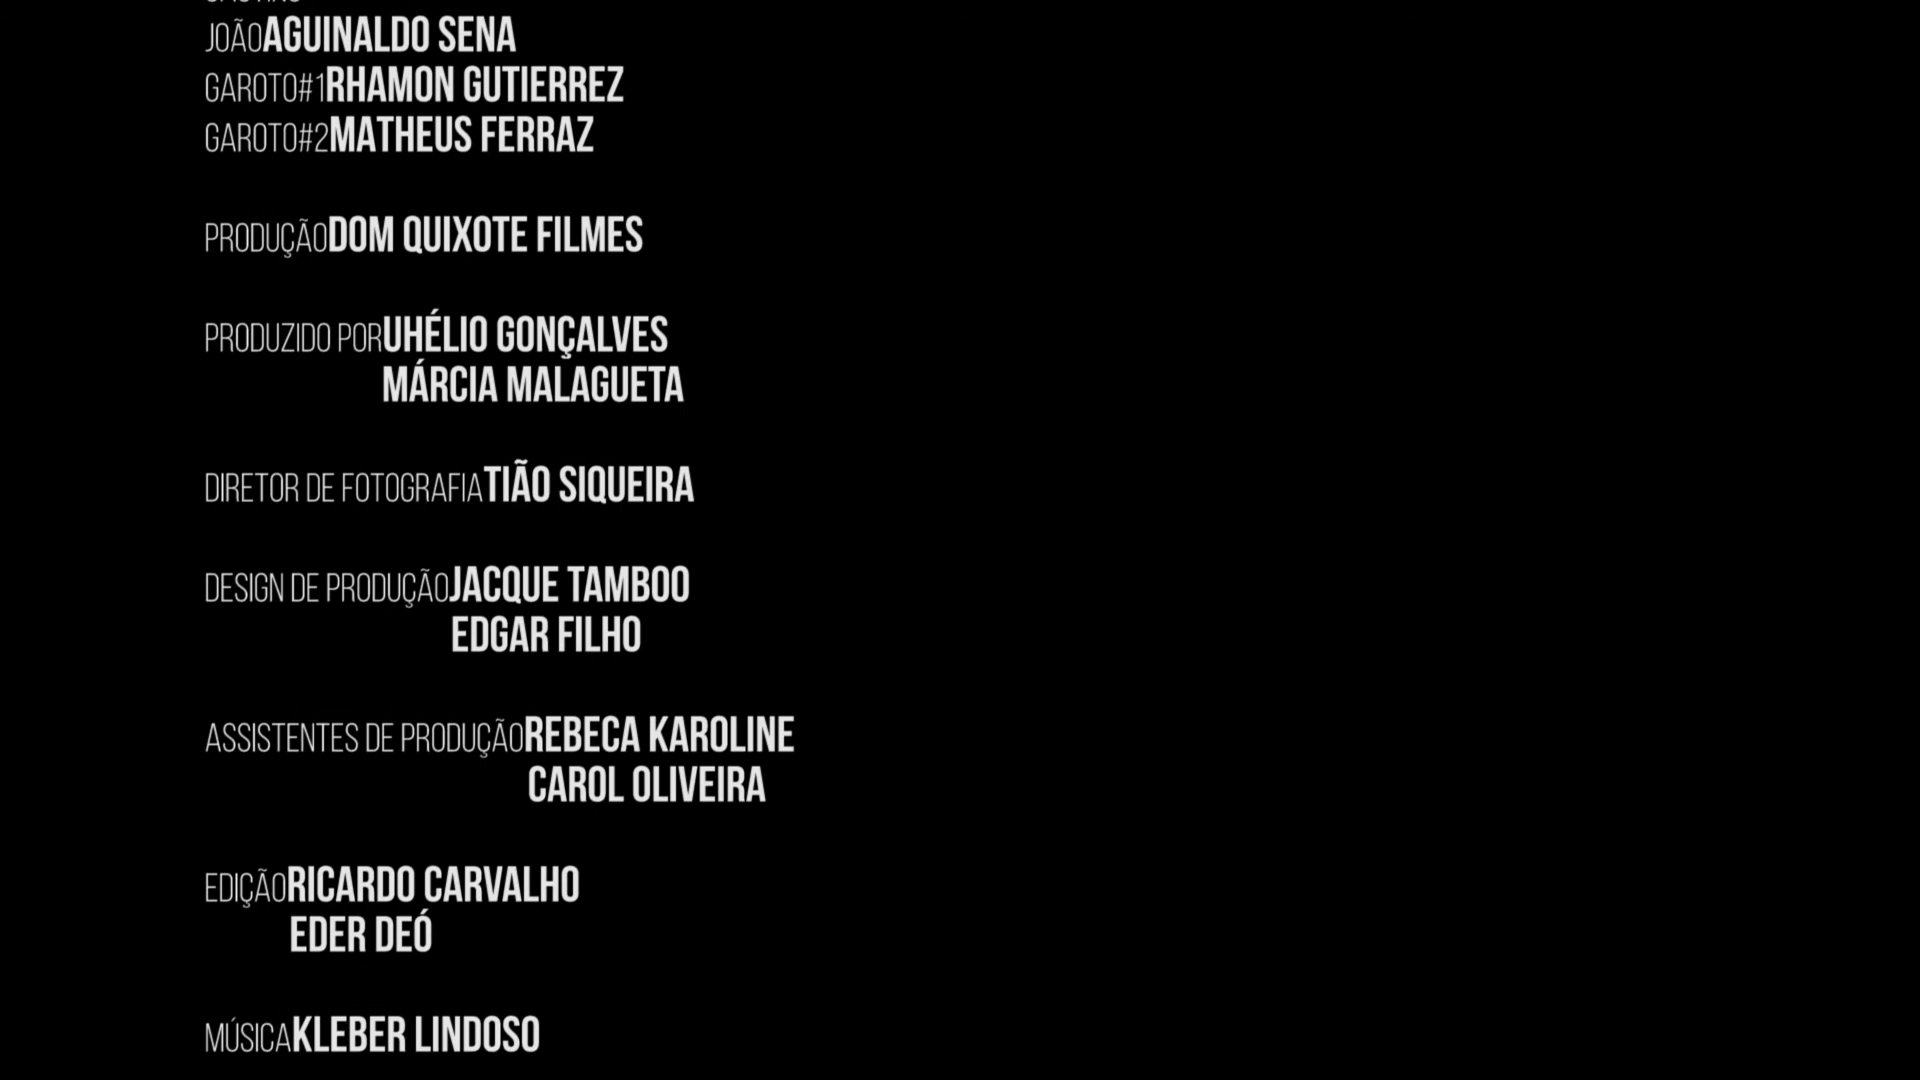 JOÃO AGUINALDO SENA
GAROTO#1 RHAMON GUTIERREZ
GAROTO#2 MATHEUS FERRAZ
PRODUÇÃO DOM QUIXOTE FILMES
PRODUZIDO POR UHÉLIO GONÇALVES
MÁRCIA MALAGUETA
DIRETOR DE FOTOGRAFIA TIÃO SIQUEIRA
DESIGN DE PRODUÇÃO JACQUE TAMBOO
EDGAR FILHO
ASSISTENTES DE PRODUÇÃO REBECA KAROLINE
CAROL OLIVEIRA
EDIÇÃO RICARDO CARVALHO
EDER DEÓ
MÚSICA KLEBER LINDOSO